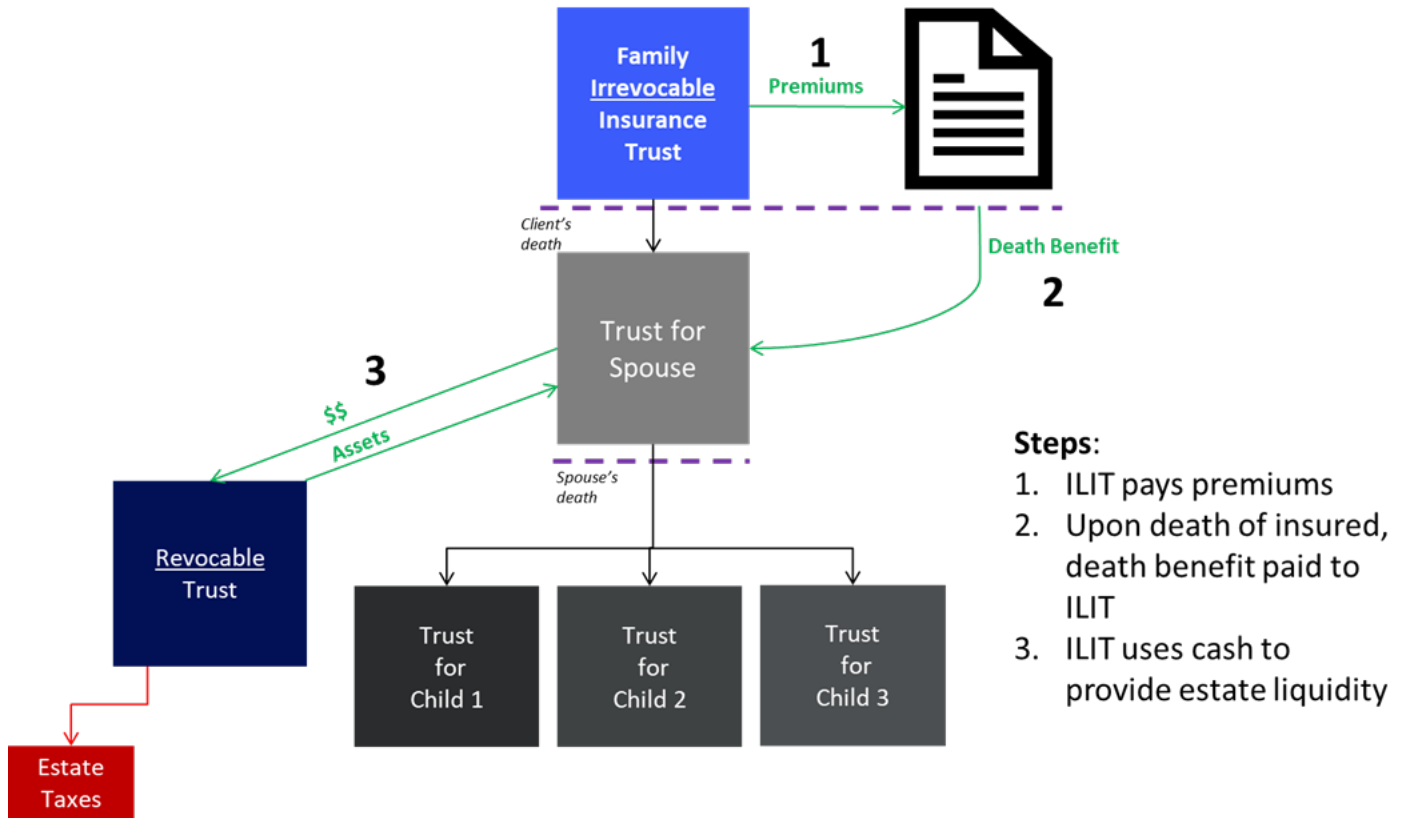 Family
Irrevocable
Insurance
Trust
1
Premiums
Client's
death
Death Benefit
2
Trust for
Spouse
3
$$
Assets
Spouse's
death
Revocable
Trust
Estate
Taxes
Trust
for
Child 1
Trust
for
Child 2
Trust
for
Child 3
Steps:
1. ILIT pays premiums
2. Upon death of insured,
death benefit paid to
ILIT
3. ILIT uses cash to
provide estate liquidity